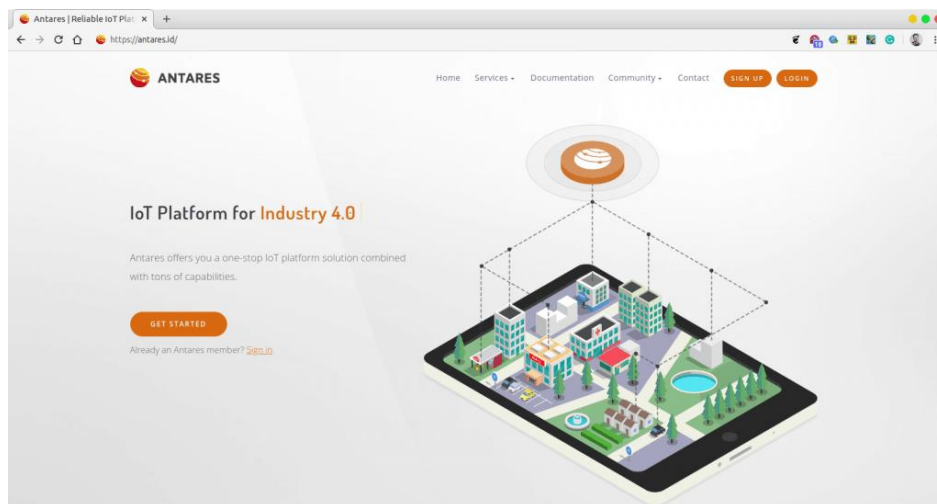 Antares | Reliable IoT Plat
https://antares.id/
ANTARES
Home Services Documentation Community Contact SIGN UP LOGIN
IoT Platform for Industry 4.0
Antares offers you a one-stop IoT platform solution combined
with tons of capabilities.
GET STARTED
Already an Antares member? Sign in